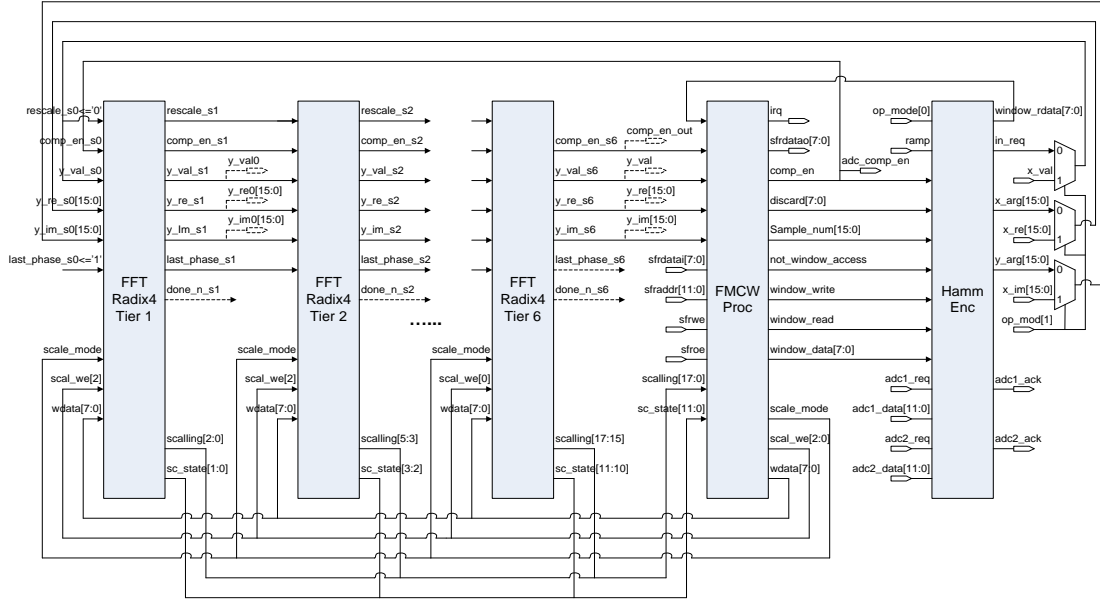 rescale_s0<='0'
comp_en_s0
y_val_s0
y_re_s0[15:0]
y_im_s0[15:0]
last_phase_s0<='1'
FFT
Radix4
Tier 1
scale_mode
scal_we[2]
wdata[7:0]
rescale_s1
comp_en_s1
y_val_s1
y_val0
y_re_s1
y_re0[15:0]
y_Im_s1
y_im0[15:0]
last_phase_s1
done_n_s1
scalling[2:0]
sc_state[1:0]
FFT
Radix4
Tier 2
scale_mode
scal_we[2]
wdata[7:0]
rescale_s2
comp_en_s2
y_val_s2
y_re_s2
y_im_s2
last_phase_s2
done_n_s2
......
scalling[5:3]
sc_state[3:2]
FFT
Radix4
Tier 6
scale_mode
scal_we[0]
wdata[7:0]
comp_en_s6
comp_en_out
y_val_s6
y_val
y_re_s6
y_re[15:0]
y_im_s6
y_im[15:0]
last_phase_s6
done_n_s6
scalling[17:15]
sc_state[11:10]
sfrdatai[7:0]
sfraddr[11:0]
sfrwe
sfroe
scalling[17:0]
sc_state[11:0]
FMCW
Proc
irq
sfrdatao[7:0]
comp_en
adc_comp_en
discard[7:0]
Sample_num[15:0]
not_window_access
window_write
window_read
window_data[7:0]
scale_mode
scal_we[2:0]
wdata[7:0]
op_mode[0]
ramp
Hamm
Enc
adc1_req
adc1_data[11:0]
adc2_req
adc2_data[11:0]
window_rdata[7:0]
in_req
0
x_val
1
x_arg[15:0]
0
x_re[15:0]
1
y_arg[15:0]
0
x_im[15:0]
1
op_mod[1]
adc1_ack
adc2_ack